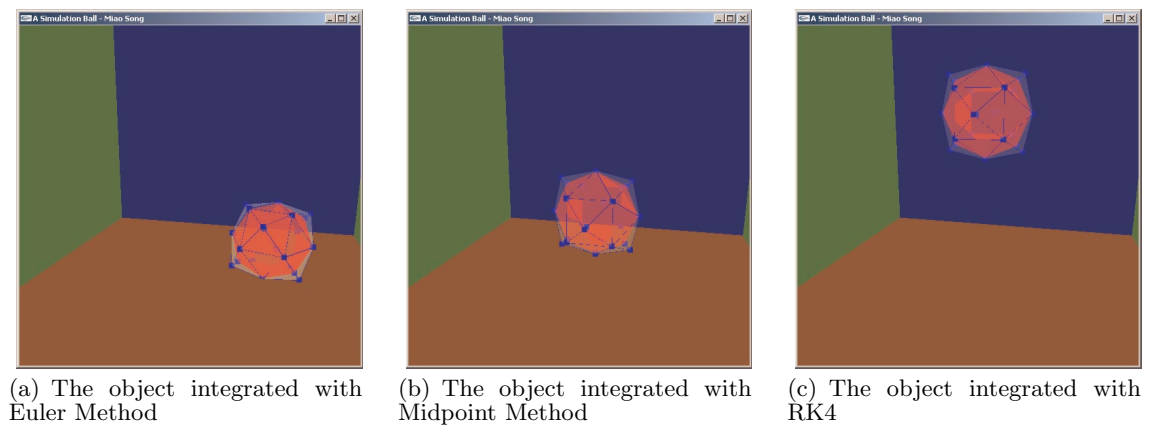 A Simulation Ball - Miao Song
A Simulation Ball - Miao Song
A Simulation Ball - Miao Song
(a) The object integrated with
Euler Method
(b) The object integrated with
Midpoint Method
(c) The object integrated with
RK4